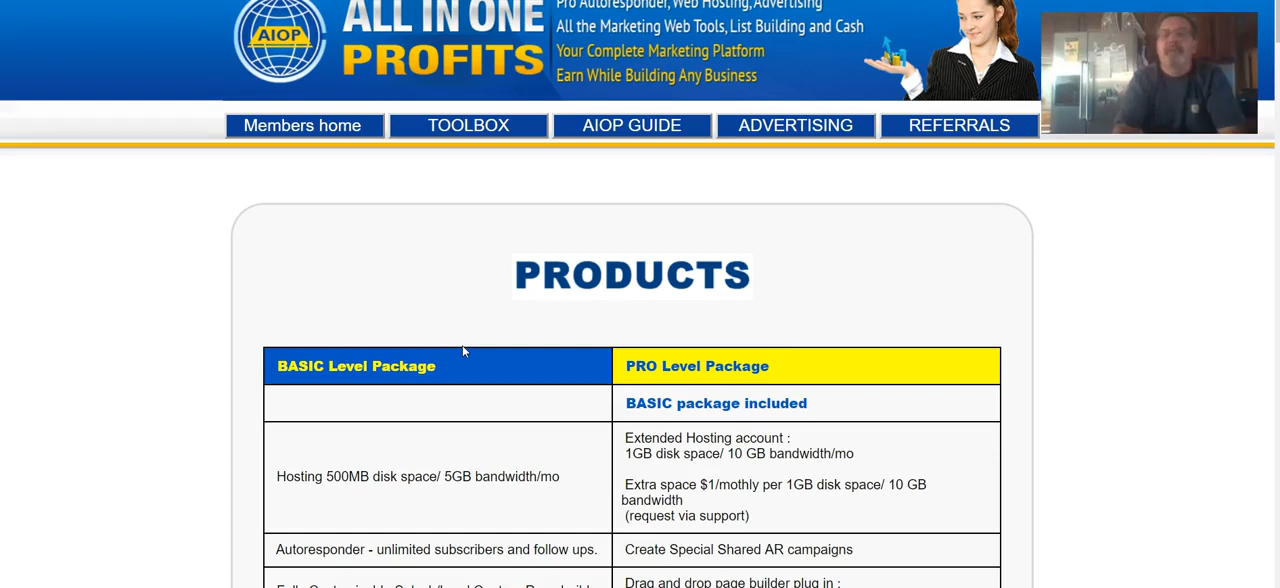 Pro Autoresponder, Web Hosting, Advertising
ALL IN ONE
All the Marketing Web Tools, List Building and Cash
AIOP
PROFITS
Your Complete Marketing Platform
Earn While Building Any Business
Members home
TOOLBOX
AIOP GUIDE
ADVERTISING
REFERRALS
PRODUCTS
BASIC Level Package
PRO Level Package
BASIC package included
Hosting 500MB disk space/ 5GB bandwidth/mo
Extended Hosting account :
1GB disk space/ 10 GB bandwidth/mo
Extra space $1/mothly per 1GB disk space/ 10 GB
bandwidth
(request via support)
Autoresponder - unlimited subscribers and follow ups.
Create Special Shared AR campaigns
Drag and drop page builder plug in :